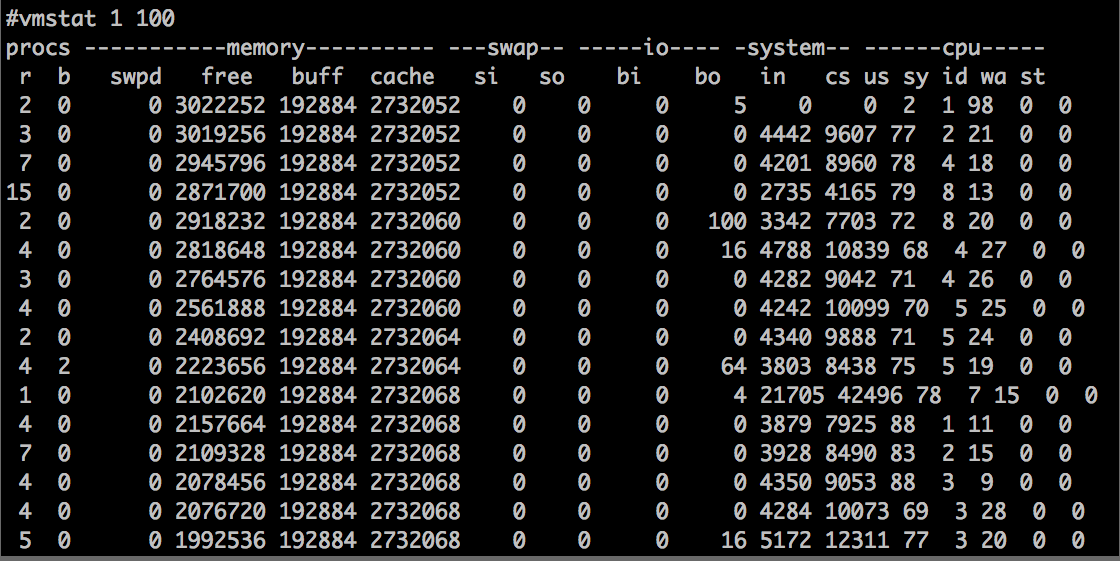 #vmstat 1 100
procs -----------memory---------- ---swap-- -----io---- -system-- ------cpu-----
 r  b   swpd   free   buff  cache   si   so    bi    bo   in   cs us sy id wa st
 2  0      0 3022252 192884 2732052    0    0     0     5    0    0  2  1 98  0  0
 3  0      0 3019256 192884 2732052    0    0     0     0 4442 9607 77  2 21  0  0
 7  0      0 2945796 192884 2732052    0    0     0     0 4201 8960 78  4 18  0  0
15  0      0 2871700 192884 2732052    0    0     0     0 2735 4165 79  8 13  0  0
 2  0      0 2918232 192884 2732060    0    0     0   100 3342 7703 72  8 20  0  0
 4  0      0 2818648 192884 2732060    0    0     0    16 4788 10839 68  4 27  0  0
 3  0      0 2764576 192884 2732060    0    0     0     0 4282 9042 71  4 26  0  0
 4  0      0 2561888 192884 2732060    0    0     0     0 4242 10099 70  5 25  0  0
 2  0      0 2408692 192884 2732064    0    0     0     0 4340 9888 71  5 24  0  0
 4  2      0 2223656 192884 2732064    0    0     0    64 3803 8438 75  5 19  0  0
 1  0      0 2102620 192884 2732068    0    0     0     4 21705 42496 78  7 15  0  0
 4  0      0 2157664 192884 2732068    0    0     0     0 3879 7925 88  1 11  0  0
 7  0      0 2109328 192884 2732068    0    0     0     0 3928 8490 83  2 15  0  0
 4  0      0 2078456 192884 2732068    0    0     0     0 4350 9053 88  3  9  0  0
 4  0      0 2076720 192884 2732068    0    0     0     0 4284 10073 69  3 28  0  0
 5  0      0 1992536 192884 2732068    0    0     0    16 5172 12311 77  3 20  0  0